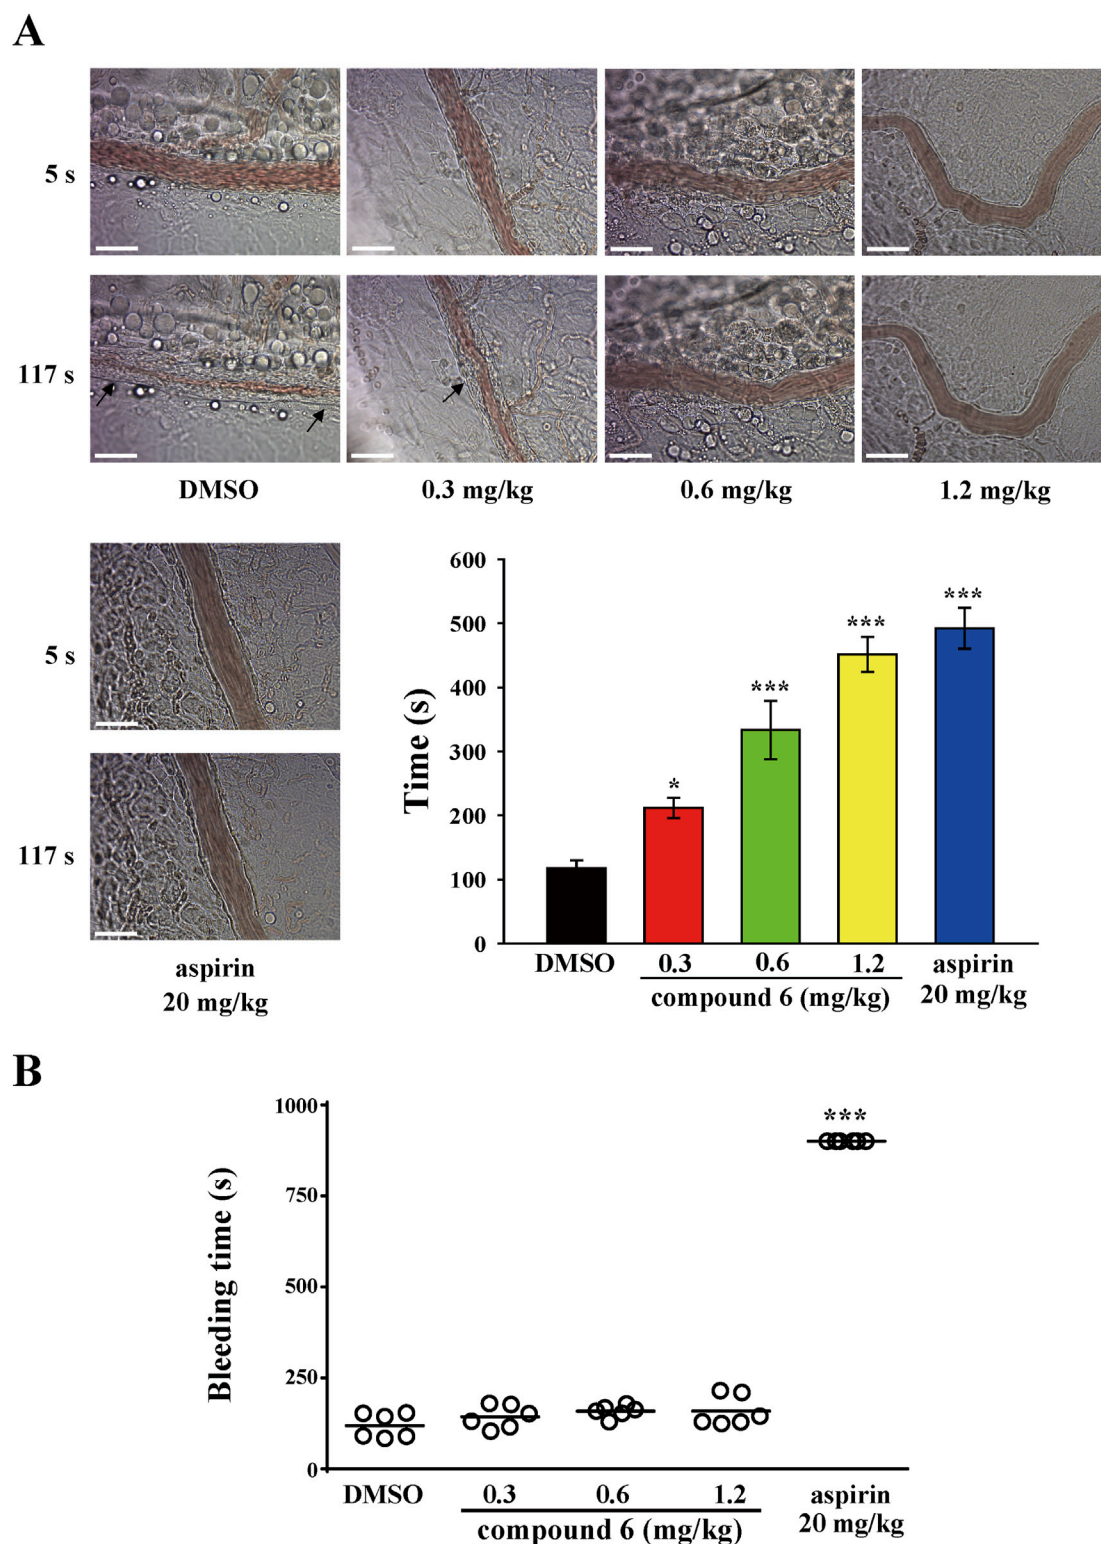 A
5 s
117 s
DMSO
0.3 mg/kg
0.6 mg/kg
1.2 mg/kg
5 s
117 s
aspirin
20 mg/kg
600
500
400
300
200
100
0
Time (s)
*
***
***
***
DMSO
0.3
0.6
1.2
aspirin
compound 6 (mg/kg)
20 mg/kg
B
1000
750
500
250
0
Bleeding time (s)
***
DMSO
0.3
0.6
1.2
aspirin
compound 6 (mg/kg)
20 mg/kg